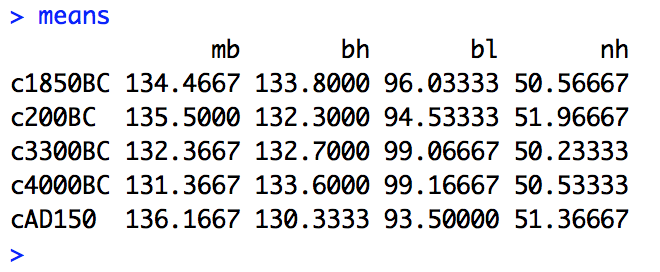 > means
mb bh bl nh
c1850BC 134.4667 133.8000 96.03333 50.56667
c200BC 135.5000 132.3000 94.53333 51.96667
c3300BC 132.3667 132.7000 99.06667 50.23333
c4000BC 131.3667 133.6000 99.16667 50.53333
cAD150 136.1667 130.3333 93.50000 51.36667
>